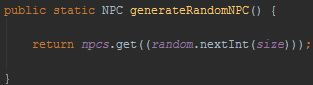 public static NPC generateRandomNPC() {
return npcs.get((random.nextInt(size)));
}